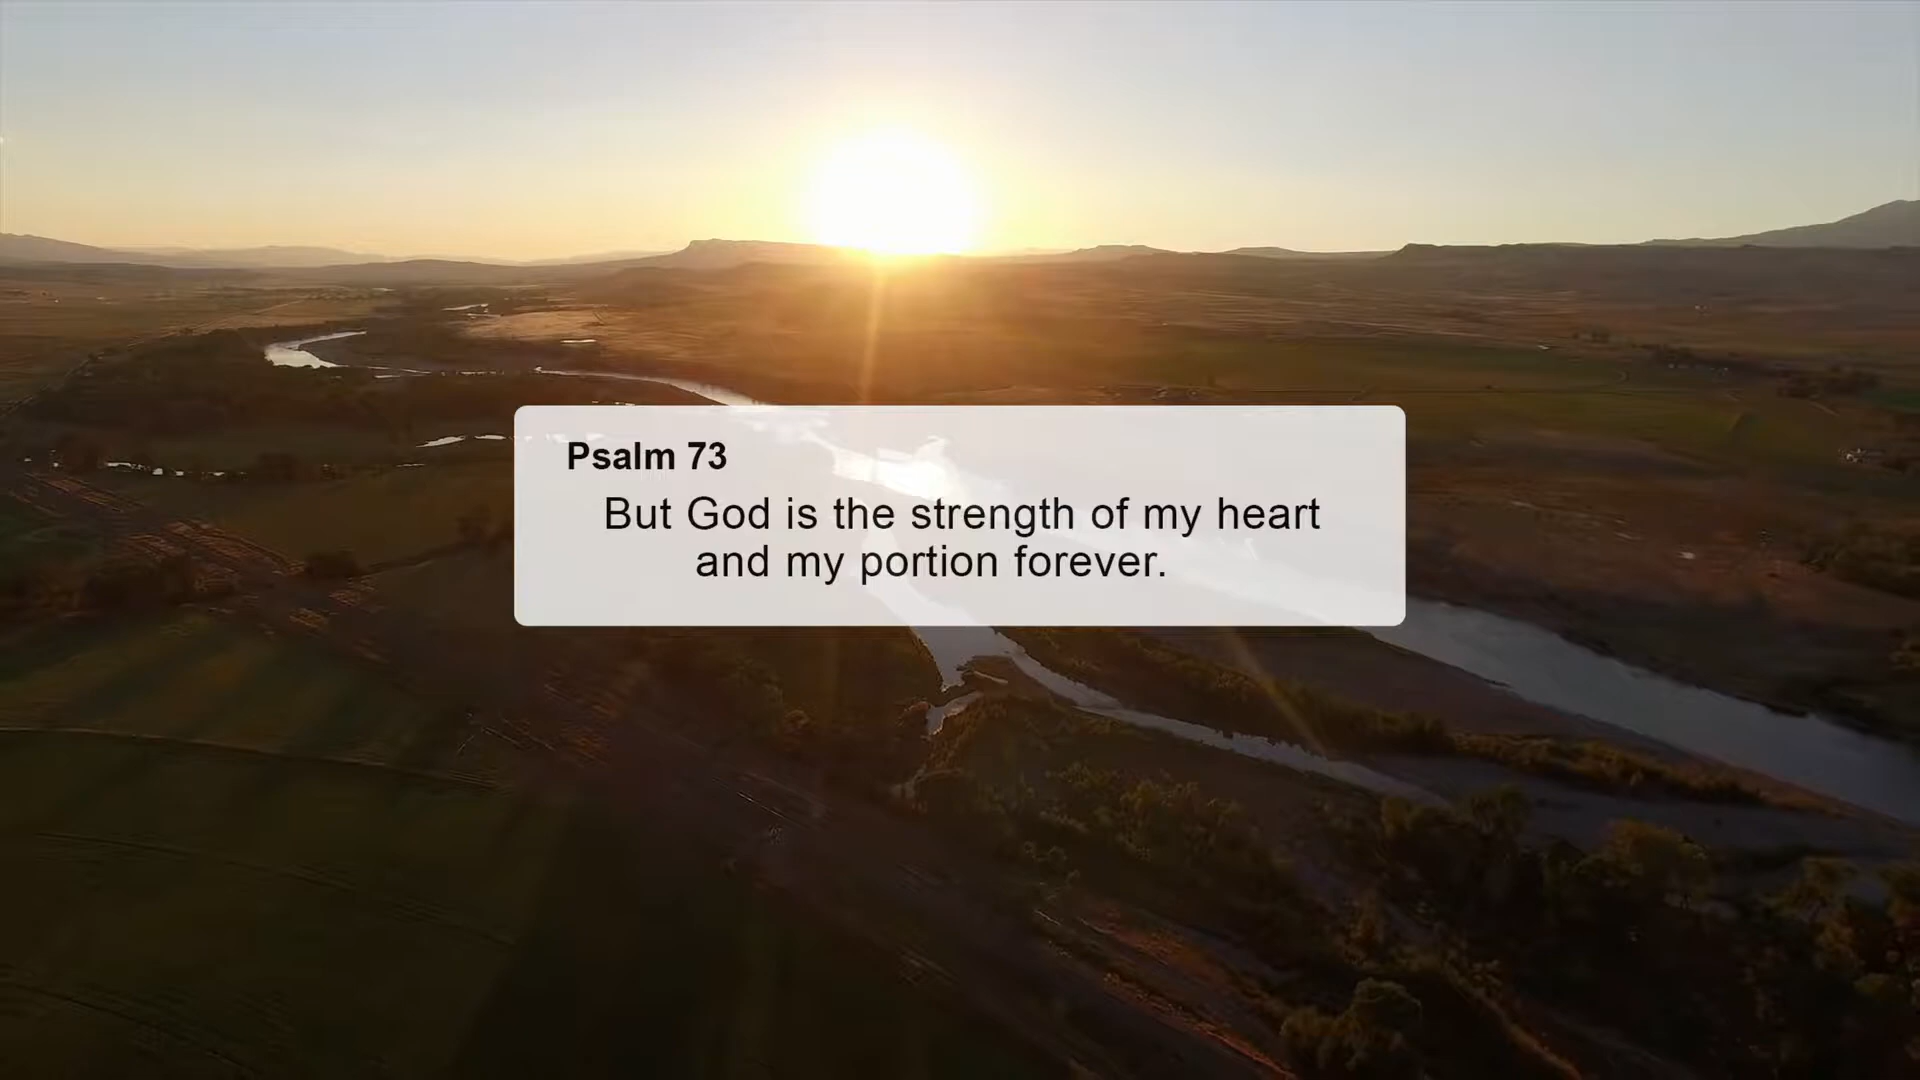 Psalm 73
But God is the strength of my heart
and my portion forever.